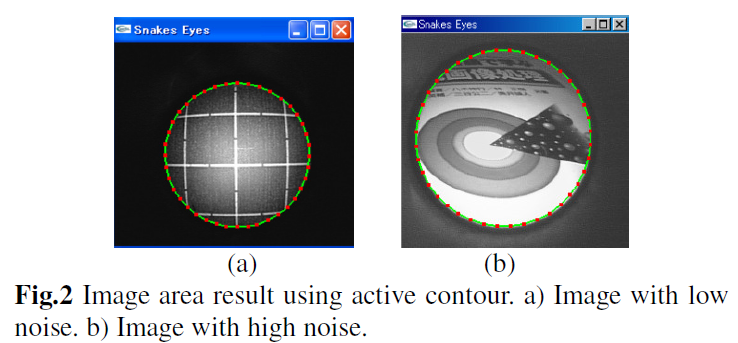 Snakes Eyes
Snakes Eyes
(a)
(b)
Fig.2 Image area result using active contour. a) Image with low
noise. b) Image with high noise.